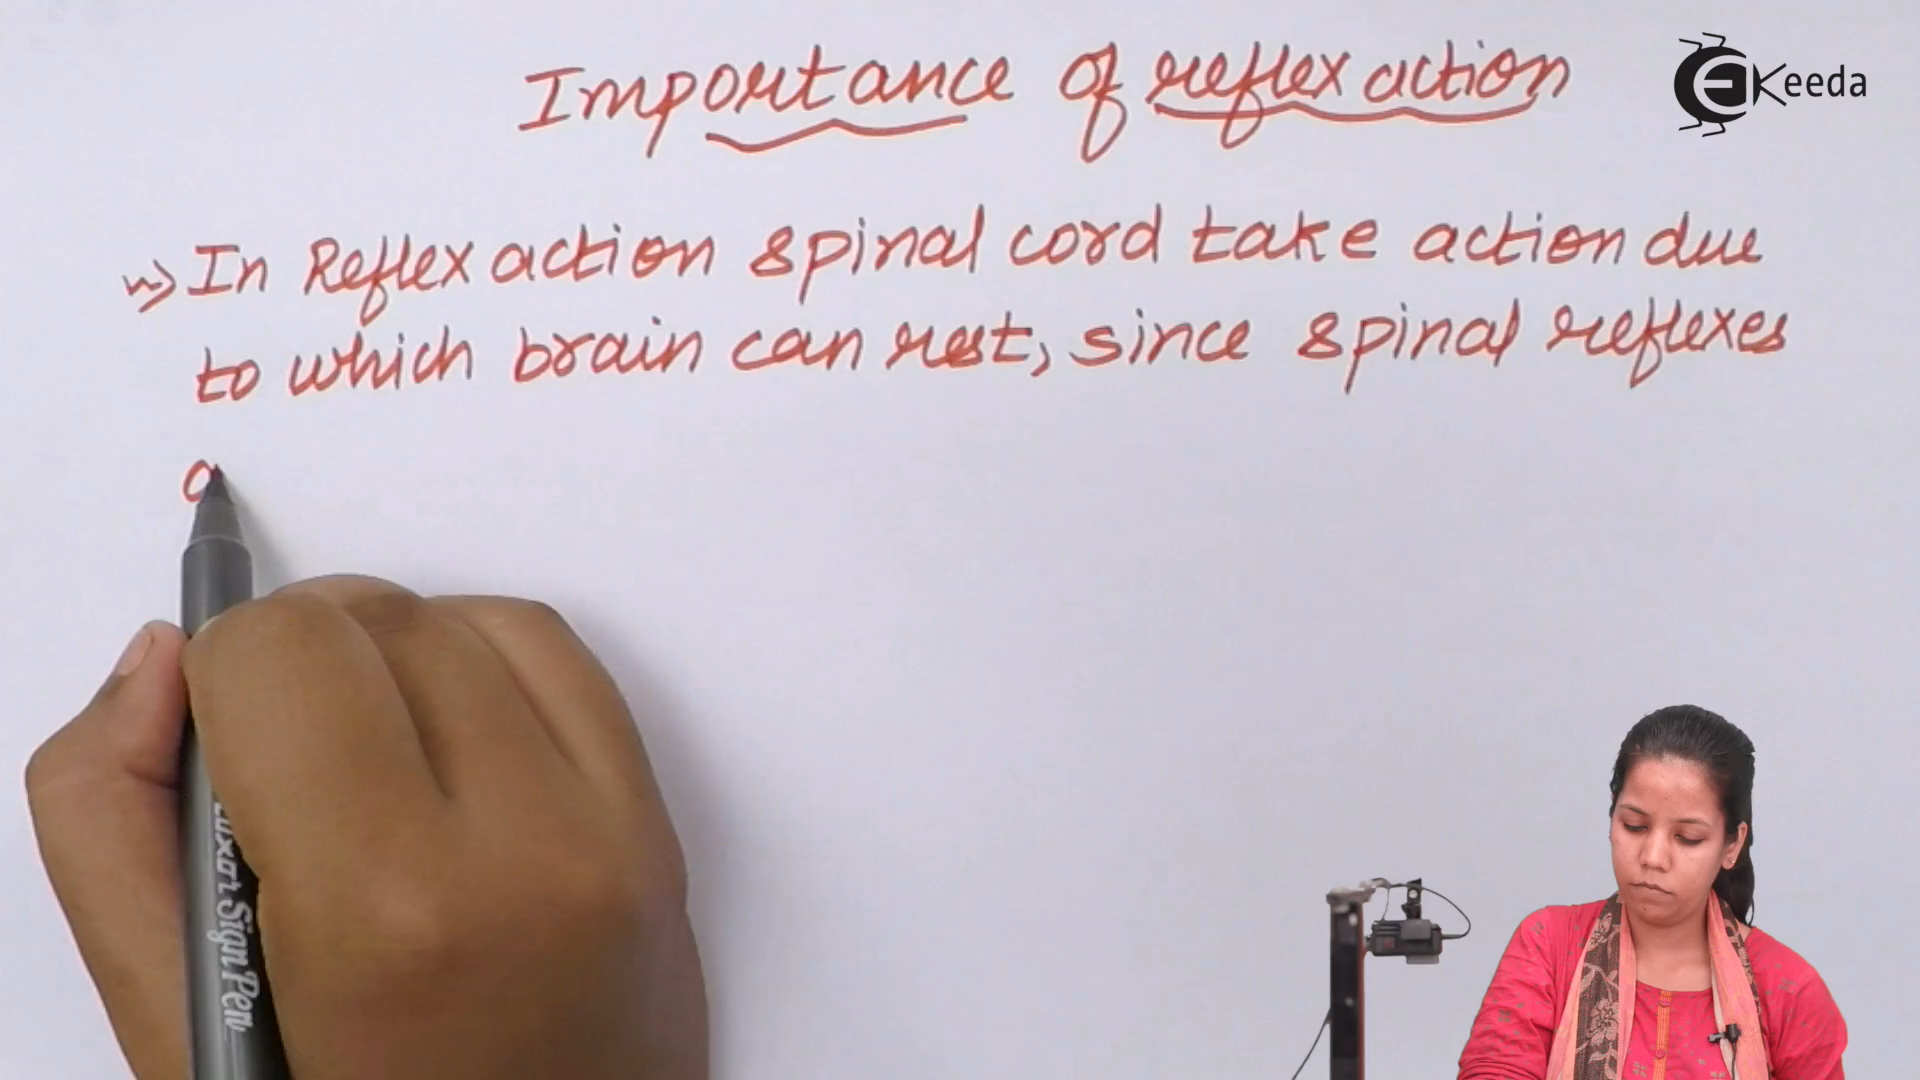 Importance of reflex action
Keeda
In Reflex action spinal cord take action due
to which brain can rest, since spinal reflexes
a
Luxor Sign Pen